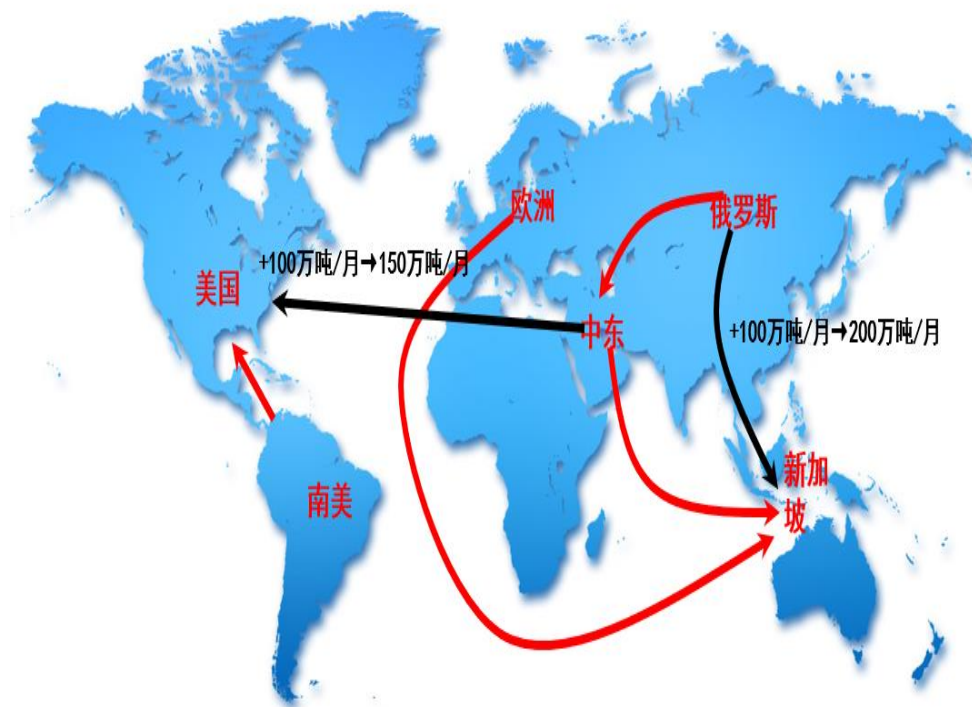 欧洲
俄罗斯
+100万吨/月→150万吨/月
美国
中东
+100万吨/月→200万吨/月
新加
坡
南美